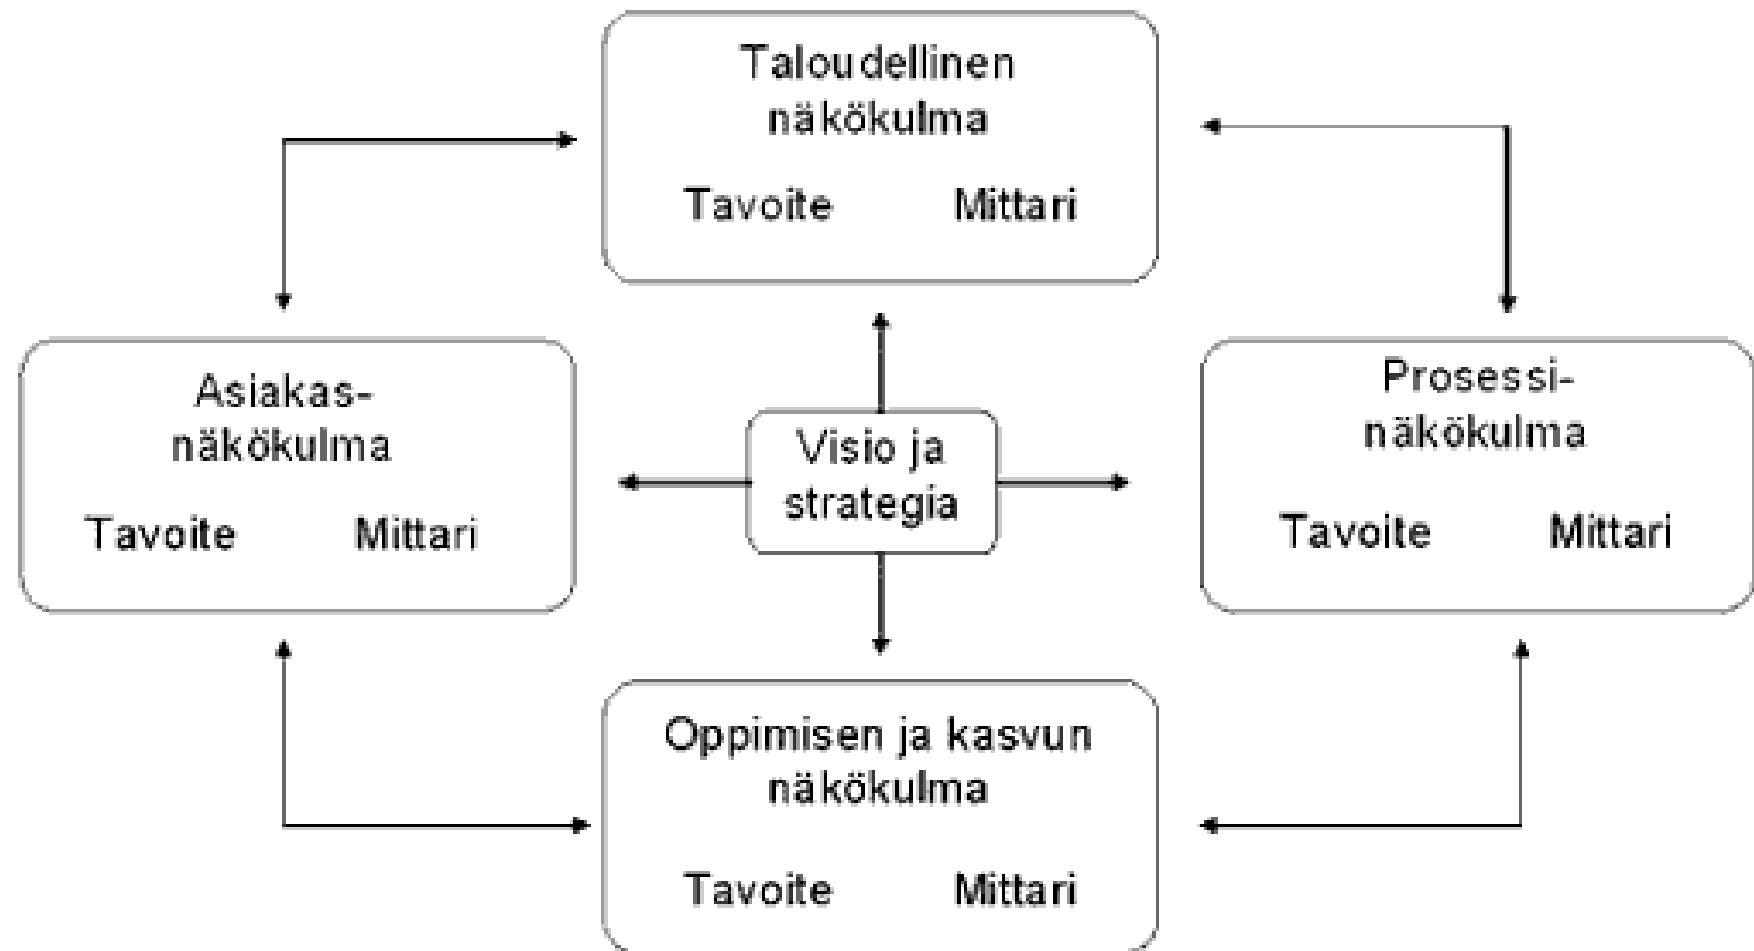 Taloudellinen
näkökulma
Tavoite Mittari
Asiakas-
näkökulma
Tavoite Mittari
Visio ja
strategia
Prosessi-
näkökulma
Tavoite Mittari
Oppimisen ja kasvun
näkökulma
Tavoite Mittari